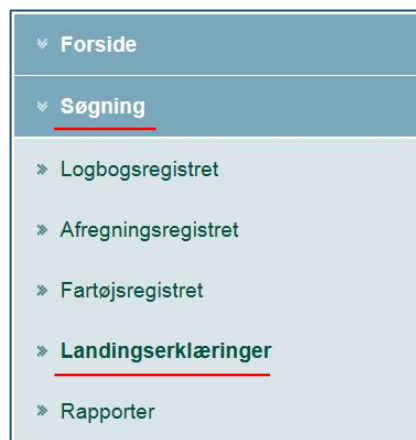 Forside
Søgning
Logbogsregistret
Afregningsregistret
Fartøjsregistret
Landingserklæringer
Rapporter